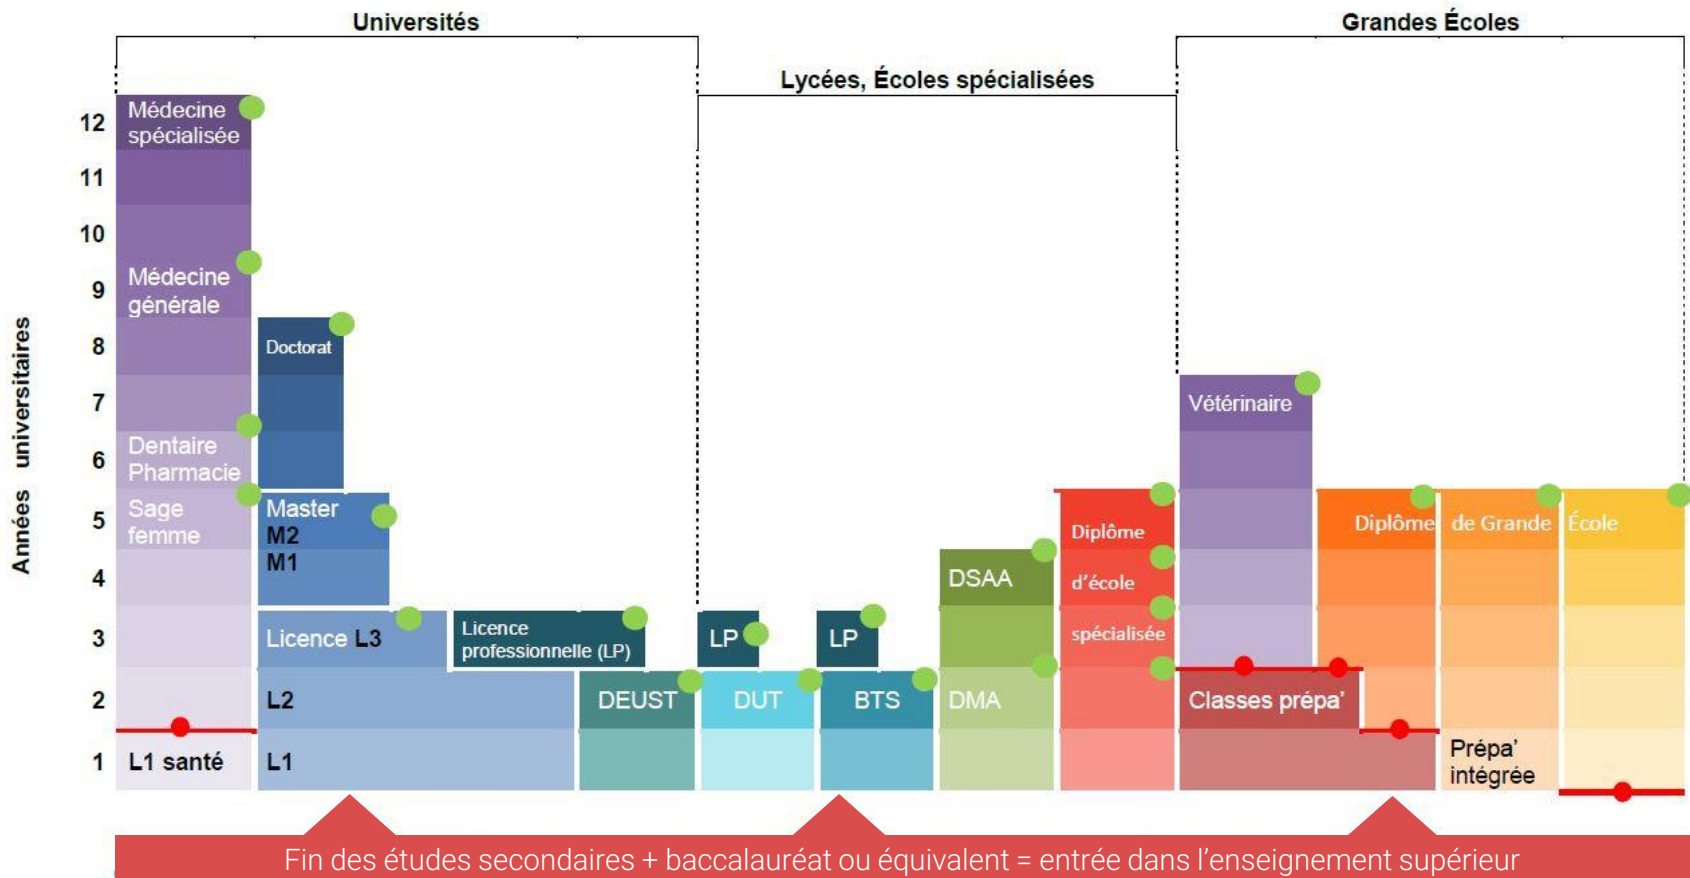 Universités
Grandes Écoles
Lycées, Écoles spécialisées
Années universitaires
12
11
10
9
8
7
6
5
4
3
2
1
Médecine
spécialisée
Médecine
générale
Dentaire
Pharmacie
Sage
femme
L1 santé
Doctorat
Master
M2
M1
Licence L3
L2
L1
Licence
professionnelle (LP)
DEUST
LP
DUT
LP
BTS
DSAA
DMA
Diplôme
d'école
spécialisée
Vétérinaire
Classes prépa'
Diplôme de Grande École
Prépa'
intégrée
Fin des études secondaires + baccalauréat ou équivalent = entrée dans l'enseignement supérieur